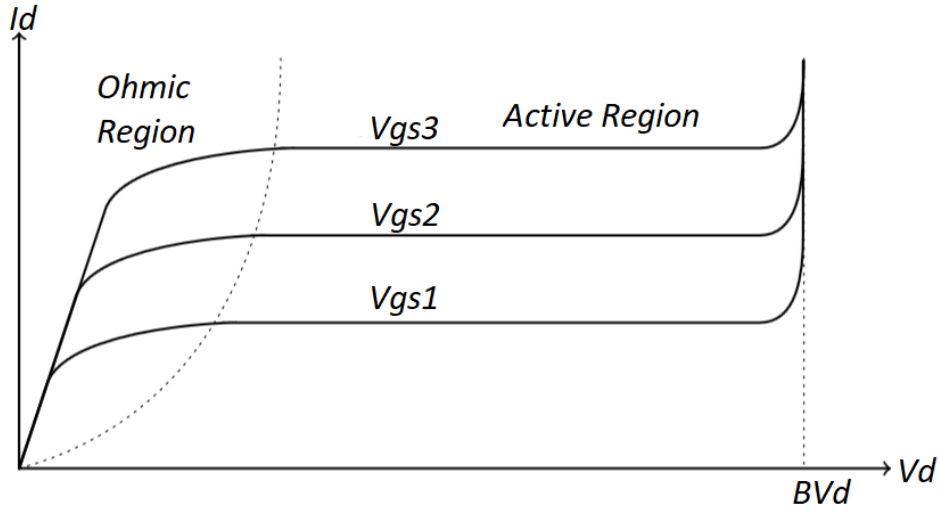 Id
Ohmic
Region
Active Region
Vgs3
Vgs2
Vgs1
Vd
BVd